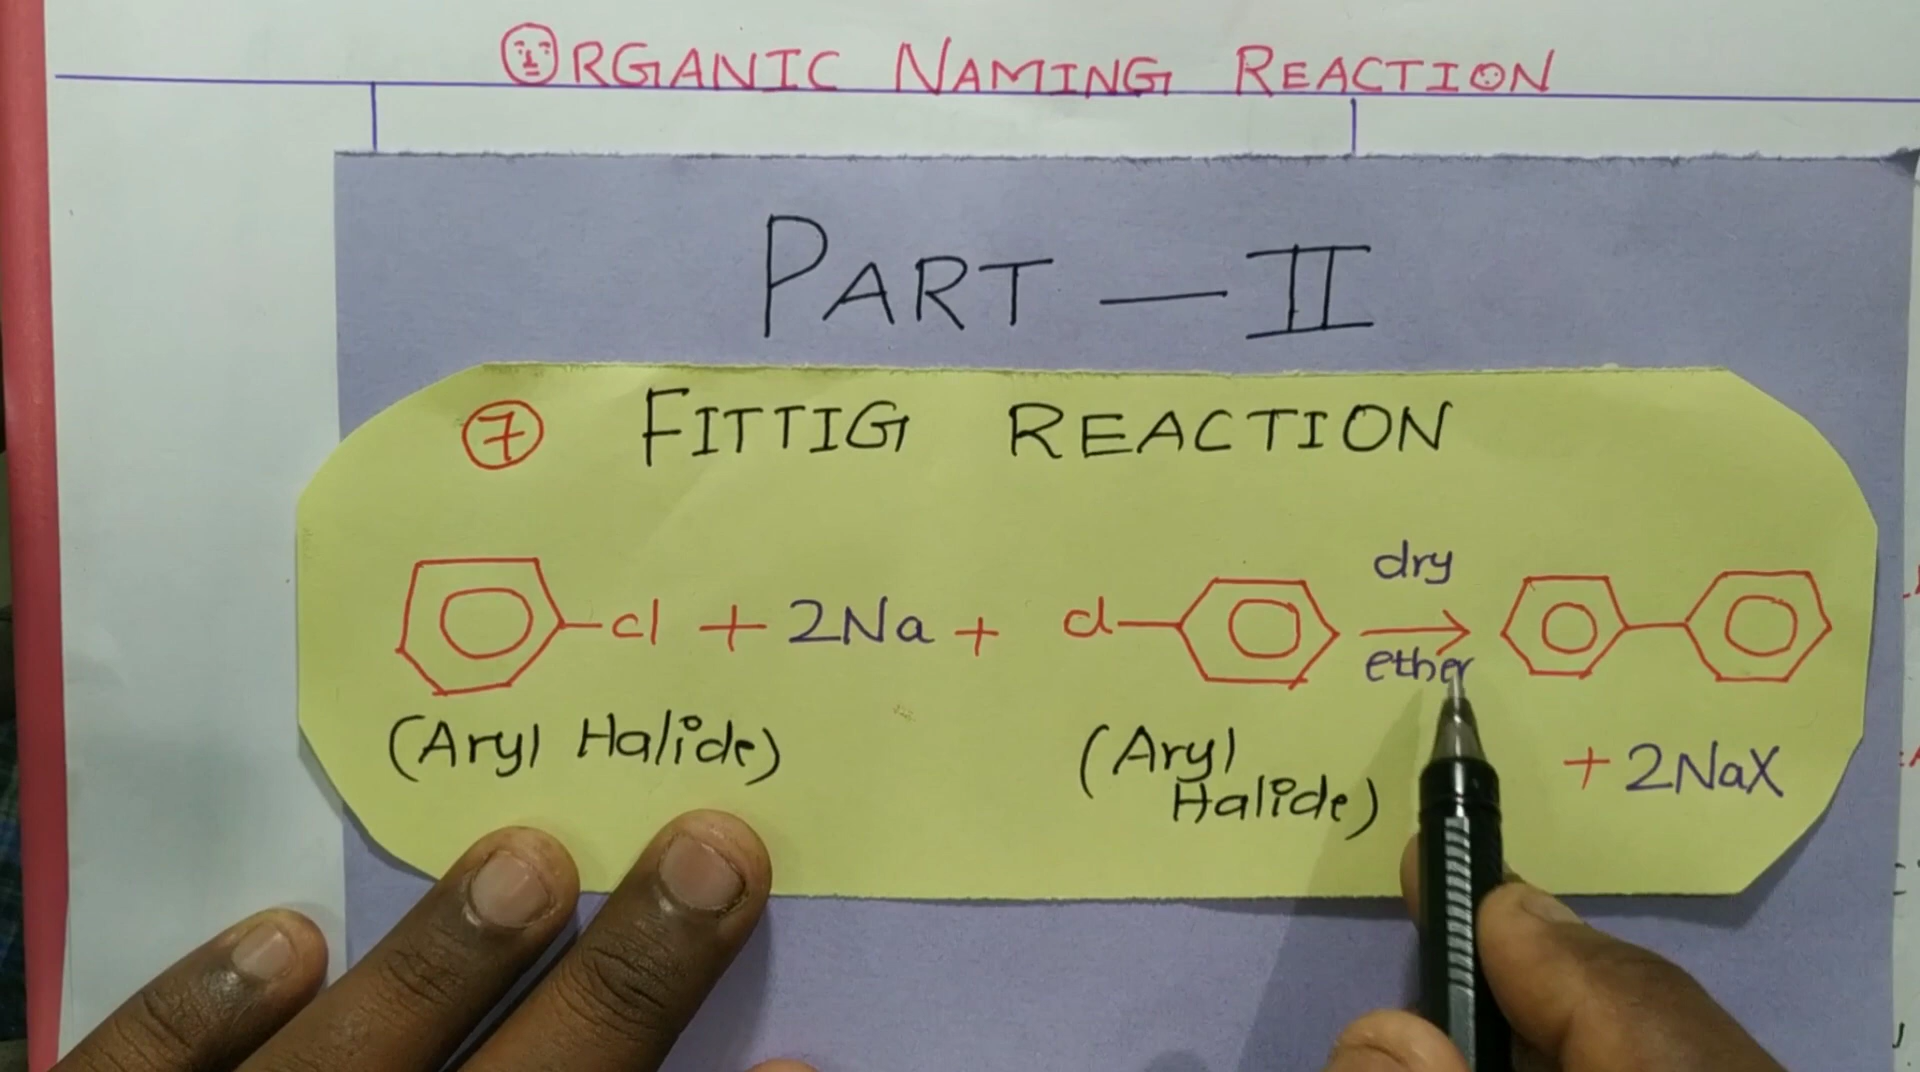 ORGANIC NAMING REACTION
PART — II
7 FITTIG REACTION
cl + 2Na + cl dry
ether
(Aryl Halide) (Aryl Halide) + 2NaX